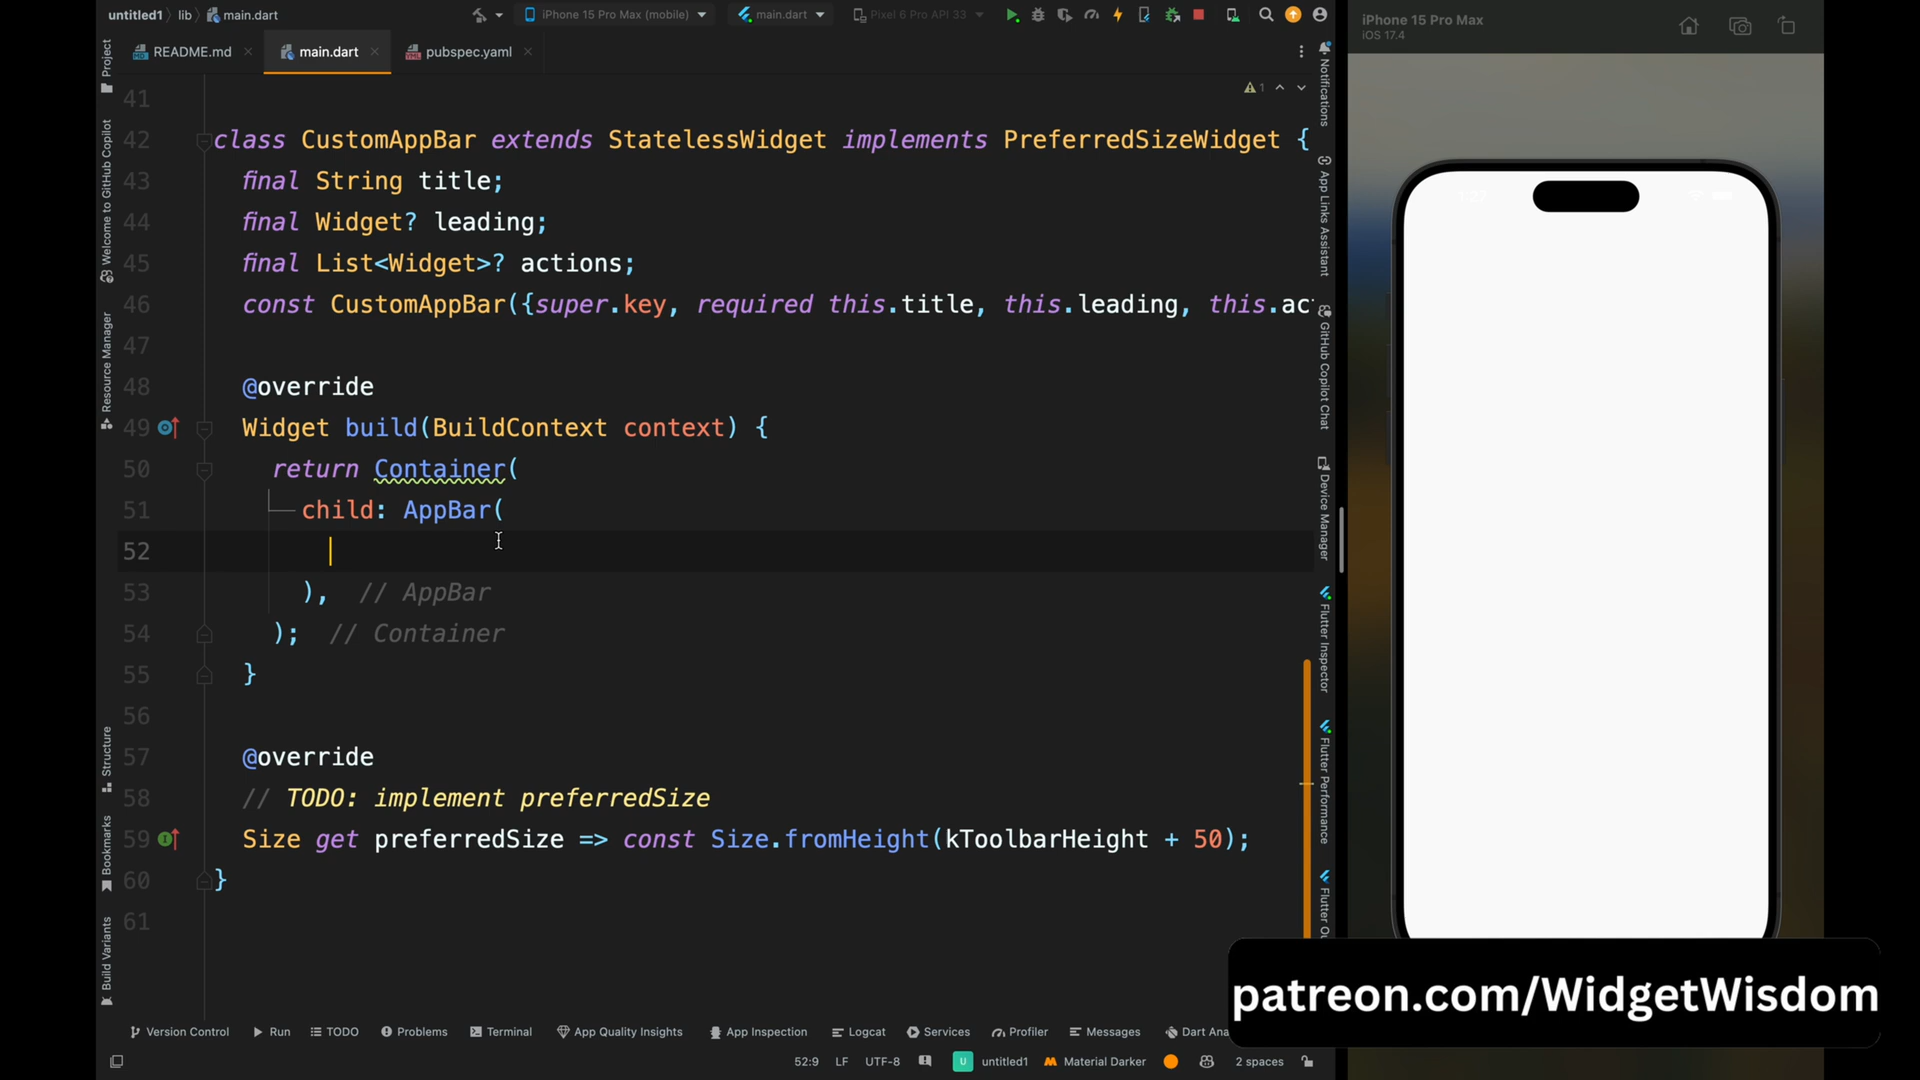 untitled1 lib main.dart iPhone 15 Pro Max (mobile) main.dart Pixel 6 Pro API 33
iPhone 15 Pro Max
iOS 17.4
README.md main.dart pubspec.yaml
Project
Welcome to GitHub Copilot
Resource Manager
Structure
Bookmarks
Build Variants
1
41
42 class CustomAppBar extends StatelessWidget implements PreferredSizeWidget {
43 final String title;
44 final Widget? leading;
45 final List<Widget>? actions;
46 const CustomAppBar({super.key, required this.title, this.leading, this.ac
47
48 @override
49 Widget build(BuildContext context) {
50 return Container(
51 child: AppBar(
52
53 ), // AppBar
54 ); // Container
55 }
56
57 @override
58 // TODO: implement preferredSize
59 Size get preferredSize => const Size.fromHeight(kToolbarHeight + 50);
60 }
61
Notifications
App Links Assistant
GitHub Copilot Chat
Device Manager
Flutter Inspector
Flutter Performance
Flutter Ou
patreon.com/WidgetWisdom
Version Control Run TODO Problems Terminal App Quality Insights App Inspection Logcat Services Profiler Messages Dart Ana
52:9 LF UTF-8 U untitled1 Material Darker 2 spaces